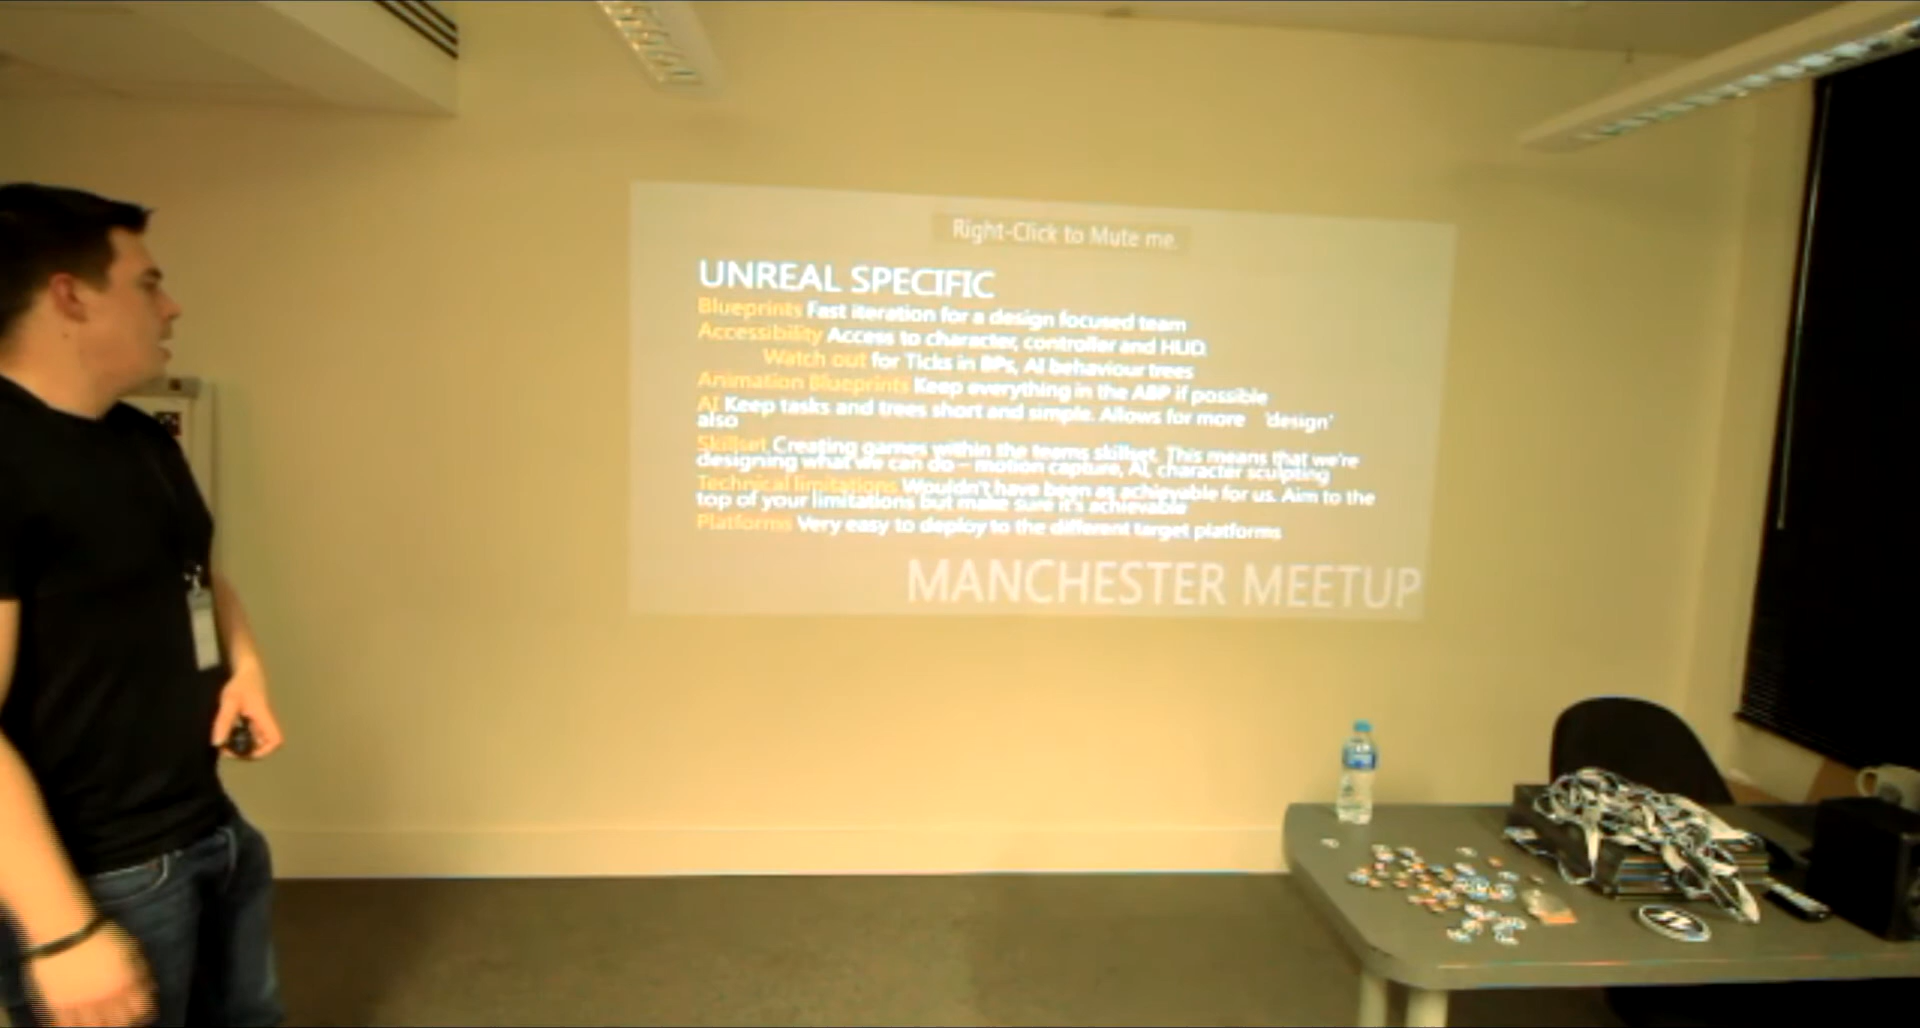 Right-Click to Mute me.
UNREAL SPECIFIC
Blueprints Fast iteration for a design focused team
Accessibility Access to character, controller and HUD
Watch out for Ticks in BPs, AI behaviour trees
Animation Blueprints Keep everything in the ABP if possible
AI Keep tasks and trees short and simple. Allows for more 'design'
also
Skillset Creating games within the teams skillset. This means that we're
designing what we can do – motion capture, AI, character sculpting
Technical limitations Wouldn't have been as achievable for us. Aim to the
top of your limitations but make sure it's achievable
Platforms Very easy to deploy to the different target platforms
MANCHESTER MEETUP